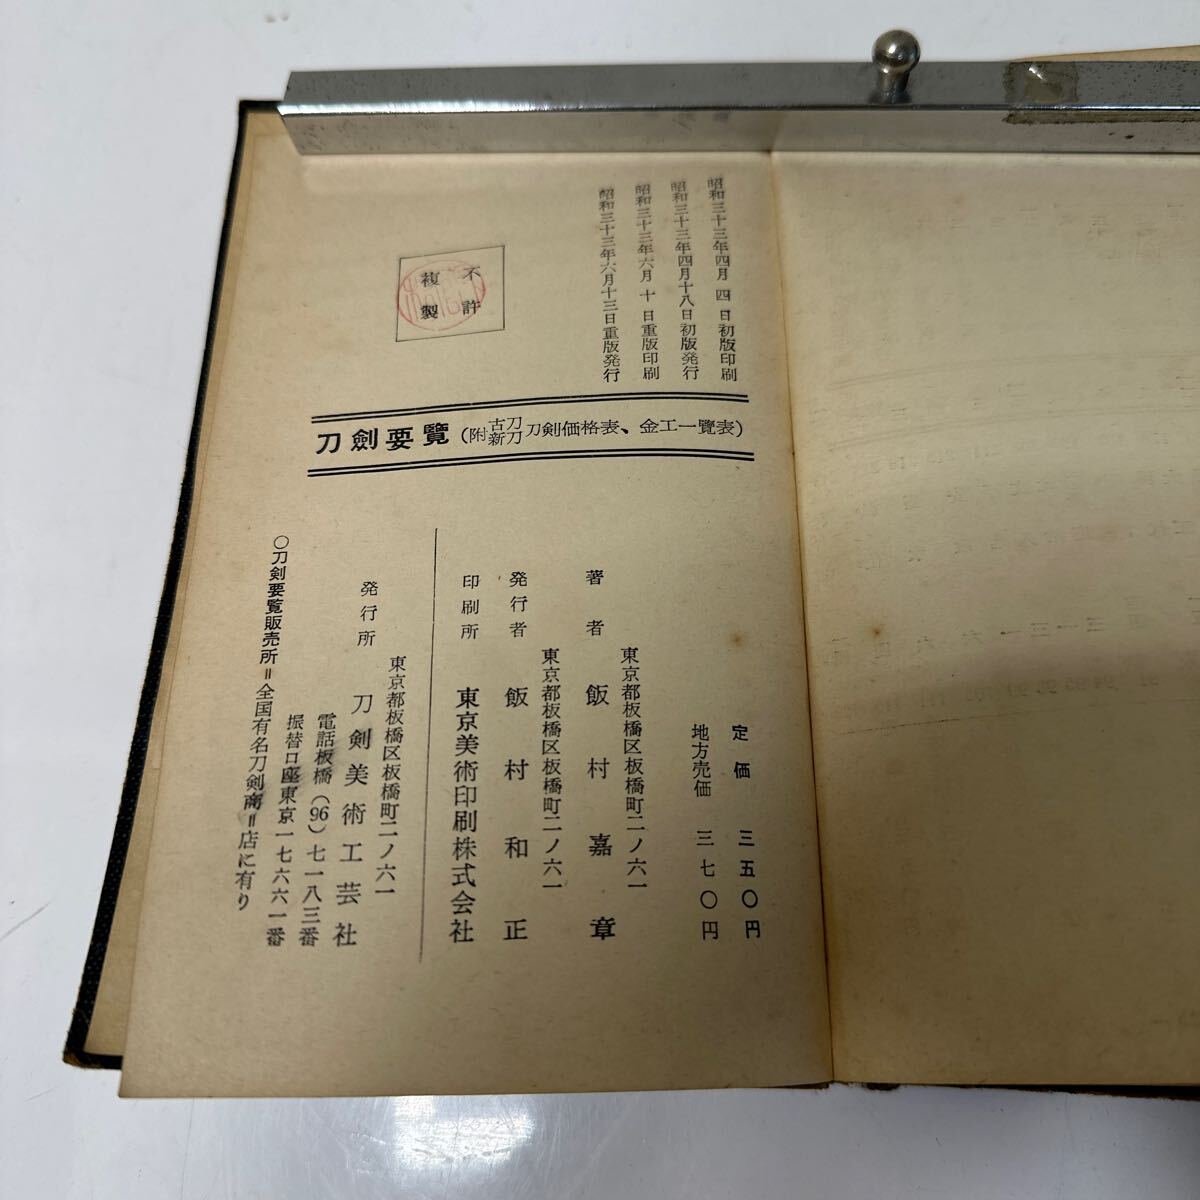 昭和三十三年四月四日初版印刷
昭和三十三年四月十八日初版発行
昭和三十三年六月十日重版印刷
昭和三十三年六月十三日重版発行
不許
複製
刀劍要覽(附古刀新刀刀剣価格表、金工一覽表)
定価 三五〇円
地方売価 三七〇円
東京都板橋区板橋町二ノ六一
著者 飯村嘉章
東京都板橋区板橋町二ノ六一
発行者 飯村和正
印刷所 東京美術印刷株式会社
東京都板橋区板橋町二ノ六一
発行所 刀剣美術工芸社
電話板橋(96)七一八三番
振替口座東京一七六六一番
〇刀剣要覧販売所=全国有名刀剣商=店に有り